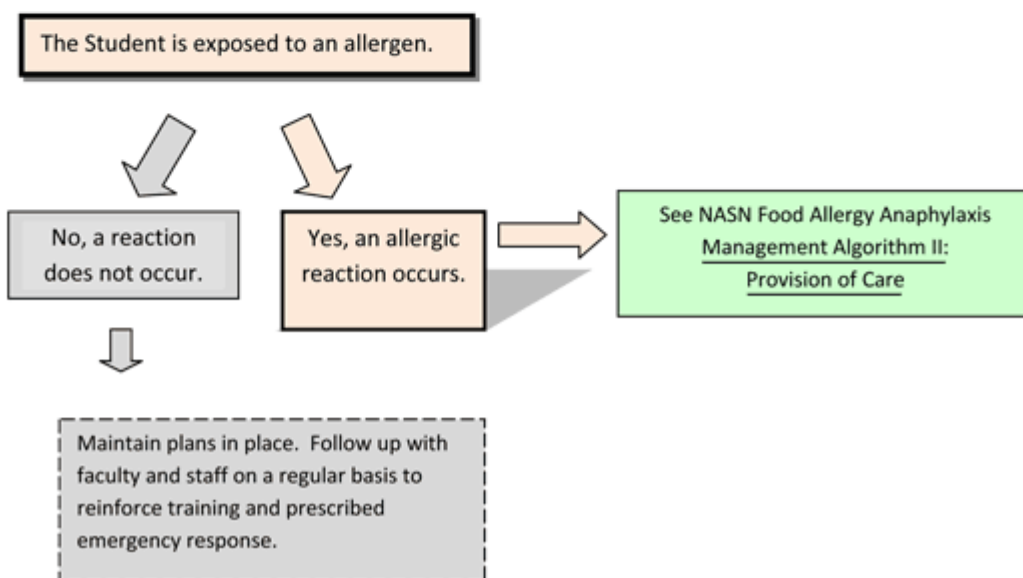 The Student is exposed to an allergen.
No, a reaction
does not occur.
Yes, an allergic
reaction occurs.
See NASN Food Allergy Anaphylaxis
Management Algorithm II:
Provision of Care
Maintain plans in place.  Follow up with
faculty and staff on a regular basis to
reinforce training and prescribed
emergency response.